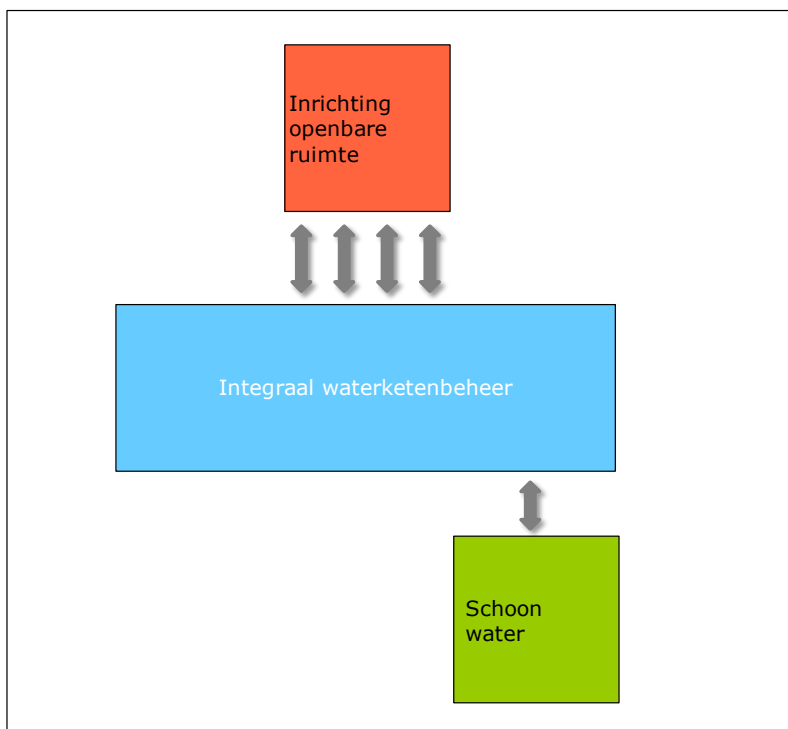 Inrichting
openbare
ruimte
Integraal waterketenbeheer
Schoon
water